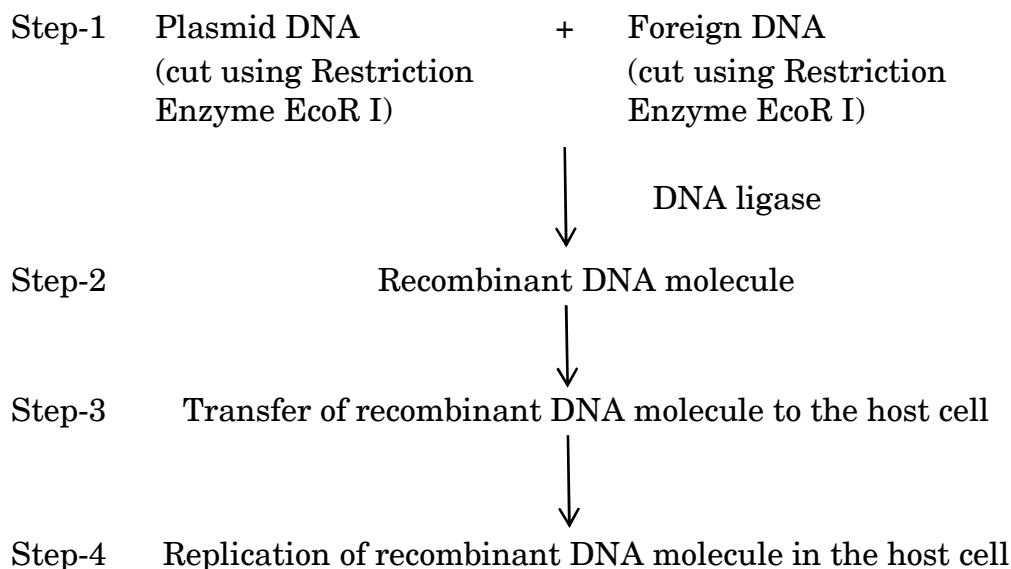 Step-1 Plasmid DNA + Foreign DNA
(cut using Restriction (cut using Restriction
Enzyme EcoR I) Enzyme EcoR I)
DNA ligase
Step-2 Recombinant DNA molecule
Step-3 Transfer of recombinant DNA molecule to the host cell
Step-4 Replication of recombinant DNA molecule in the host cell